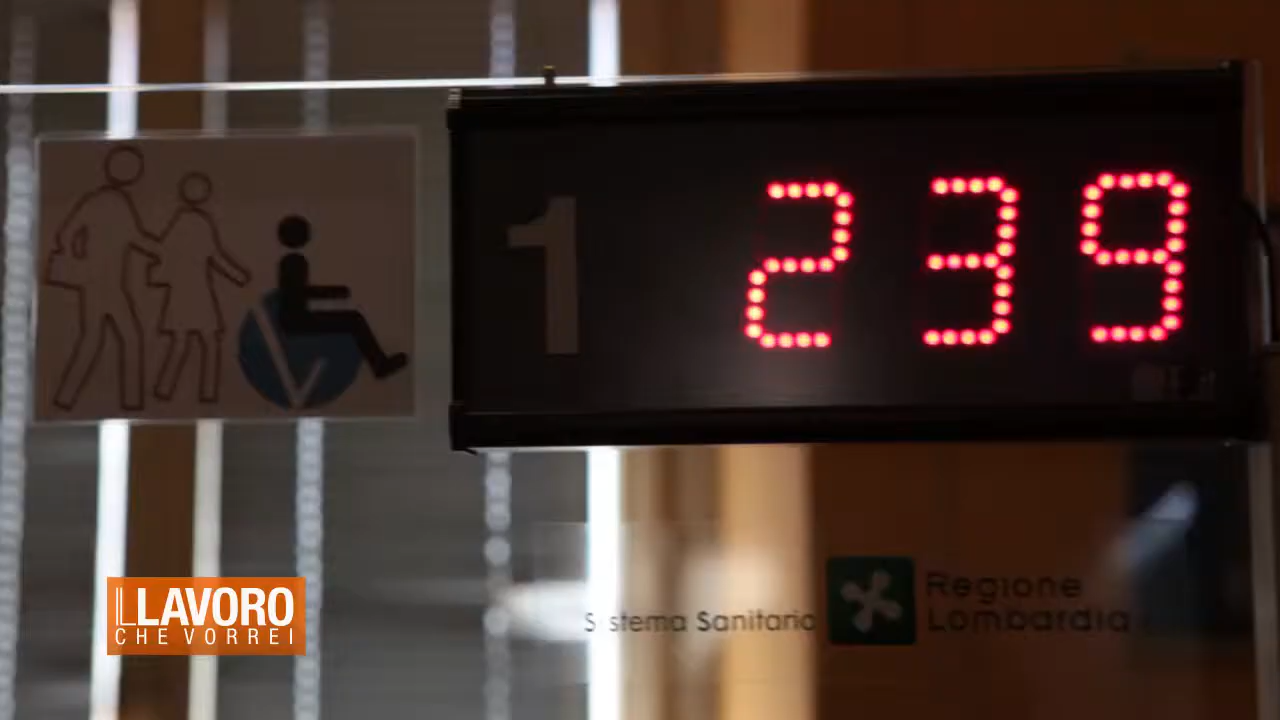 1 239
IL LAVORO
CHE VORREI
Sistema Sanitario
Regione
Lombardia